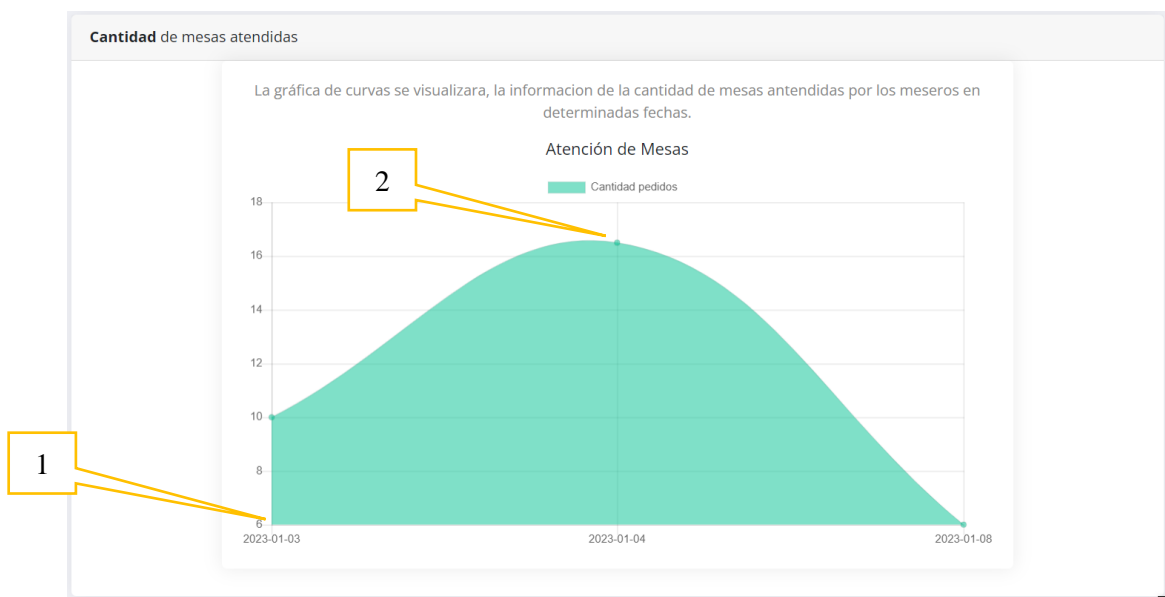 Cantidad de mesas atendidas
La gráfica de curvas se visualizara, la informacion de la cantidad de mesas antendidas por los meseros en
determinadas fechas.
Atención de Mesas
2
Cantidad pedidos
18
16
14
12
10
1
8
6
2023-01-03
2023-01-04
2023-01-08